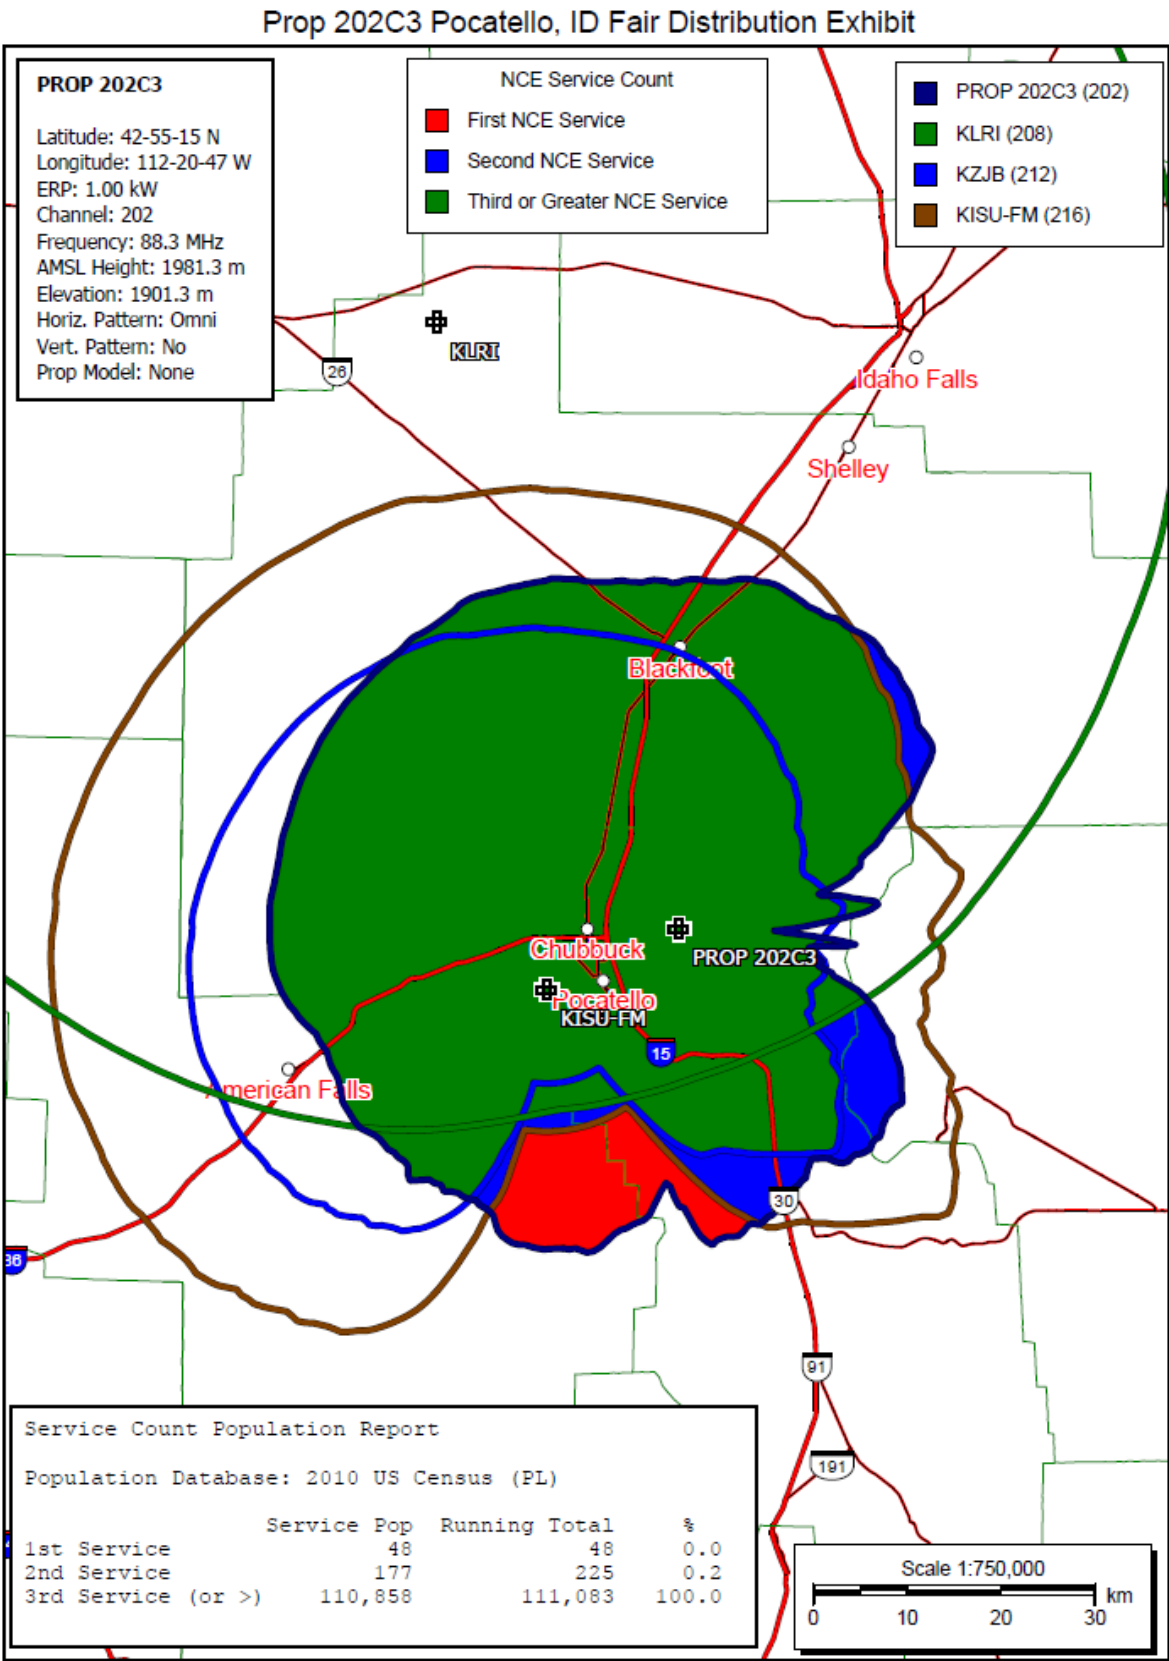 Prop 202C3 Pocatello, ID Fair Distribution Exhibit
PROP 202C3
Latitude: 42-55-15 N
Longitude: 112-20-47 W
ERP: 1.00 kW
Channel: 202
Frequency: 88.3 MHz
AMSL Height: 1981.3 m
Elevation: 1901.3 m
Horiz. Pattern: Omni
Vert. Pattern: No
Prop Model: None
NCE Service Count
First NCE Service
Second NCE Service
Third or Greater NCE Service
PROP 202C3 (202)
KLRI (208)
KZJB (212)
KISU-FM (216)
KLRI
26
Idaho Falls
Shelley
Blackfoot
Chubbuck
PROP 202C3
Pocatello
KISU-FM
15
American Falls
30
86
91
191
Service Count Population Report
Population Database: 2010 US Census (PL)
Service Pop Running Total %
1st Service 48 48 0.0
2nd Service 177 225 0.2
3rd Service (or >) 110,858 111,083 100.0
Scale 1:750,000
km
0 10 20 30